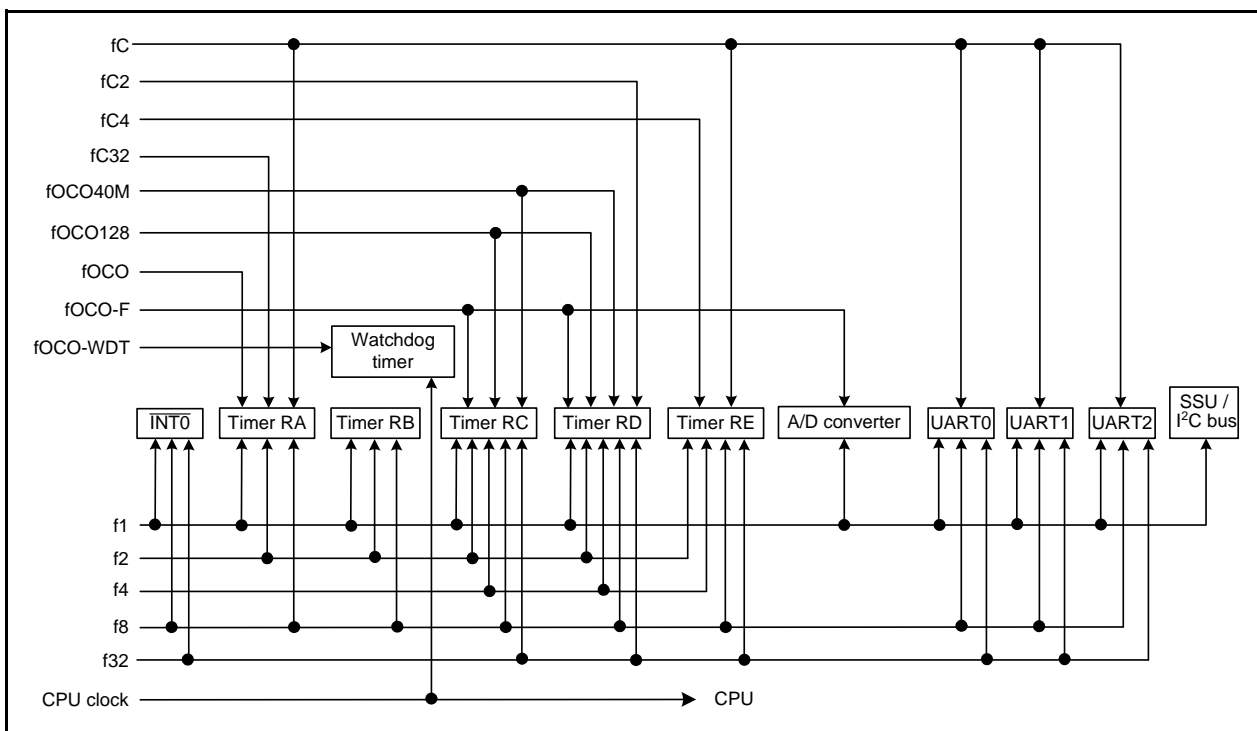 fC
fC2
fC4
fC32
fOCO40M
fOCO128
fOCO
fOCO-F
fOCO-WDT
Watchdog
timer
INT0
Timer RA
Timer RB
Timer RC
Timer RD
Timer RE
A/D converter
UART0
UART1
UART2
SSU /
I²C bus
f1
f2
f4
f8
f32
CPU clock
CPU